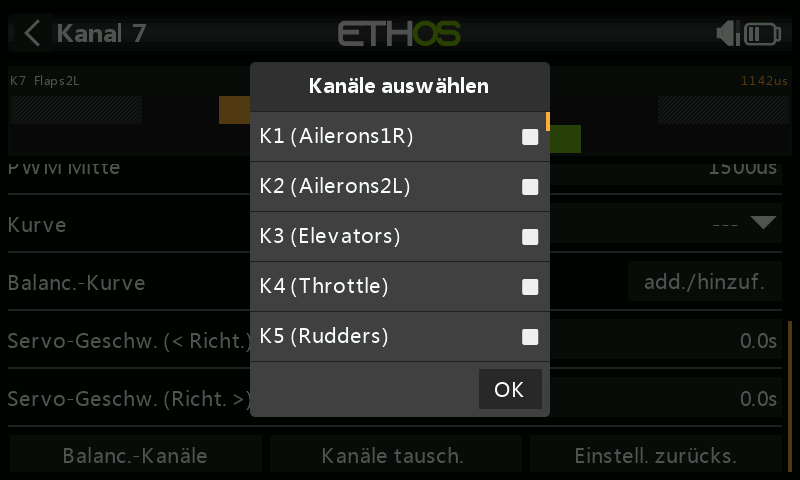 Kanal 7
ETHOS
K7 Flaps2L
1142us
Kanäle auswählen
K1 (Ailerons1R)
K2 (Ailerons2L)
K3 (Elevators)
K4 (Throttle)
K5 (Rudders)
OK
PWM Mitte
1500us
Kurve
---
Balanc.-Kurve
add./hinzuf.
Servo-Geschw. (< Richt.)
0.0s
Servo-Geschw. (Richt. >)
0.0s
Balanc.-Kanäle
Kanäle tausch.
Einstell. zurücks.